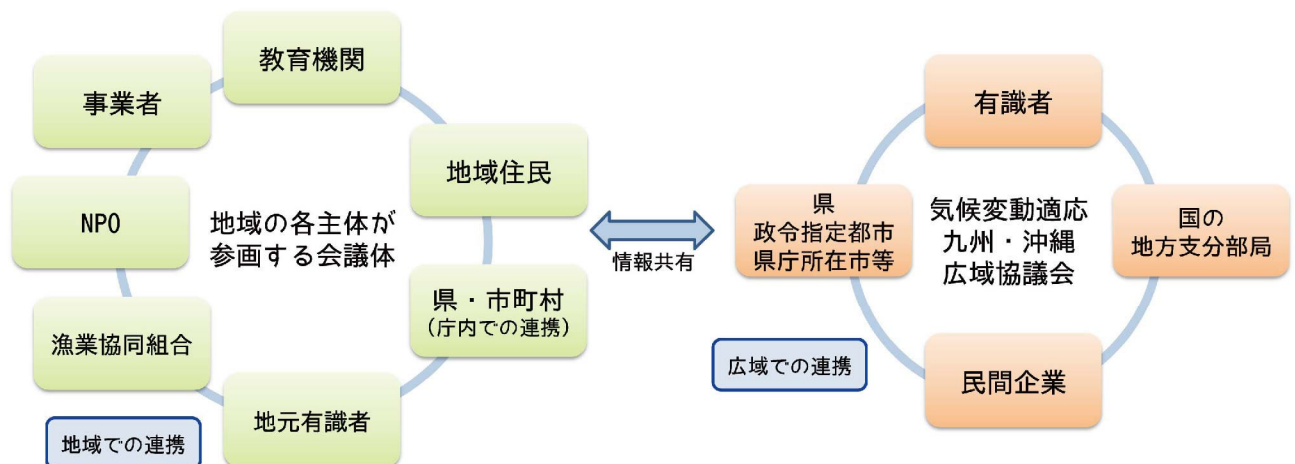 教育機関
事業者
地域住民
NPO
地域の各主体が
参画する会議体
県・市町村
(庁内での連携)
漁業協同組合
地元有識者
地域での連携
情報共有
有識者
県
政令指定都市
県庁所在市等
気候変動適応
九州・沖縄
広域協議会
国の
地方支分部局
広域での連携
民間企業